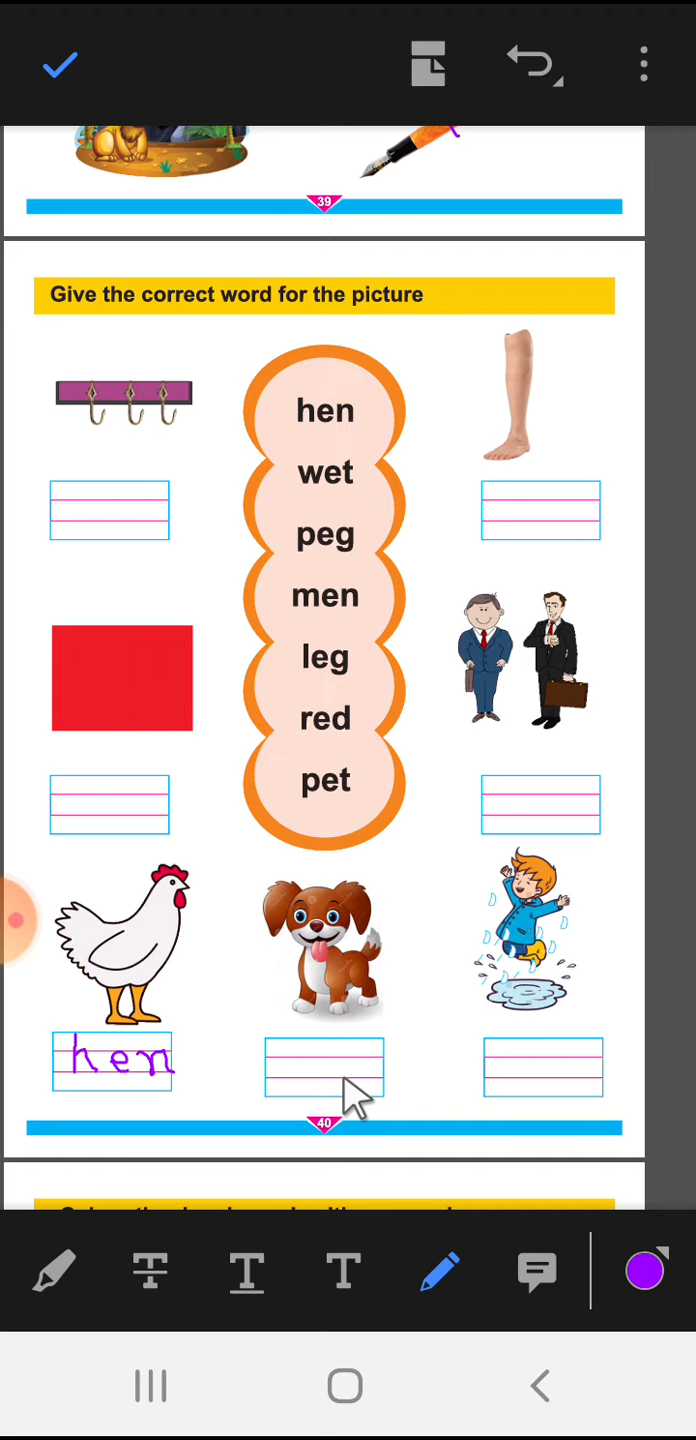 39
Give the correct word for the picture
hen
wet
peg
men
leg
red
pet
hen
40